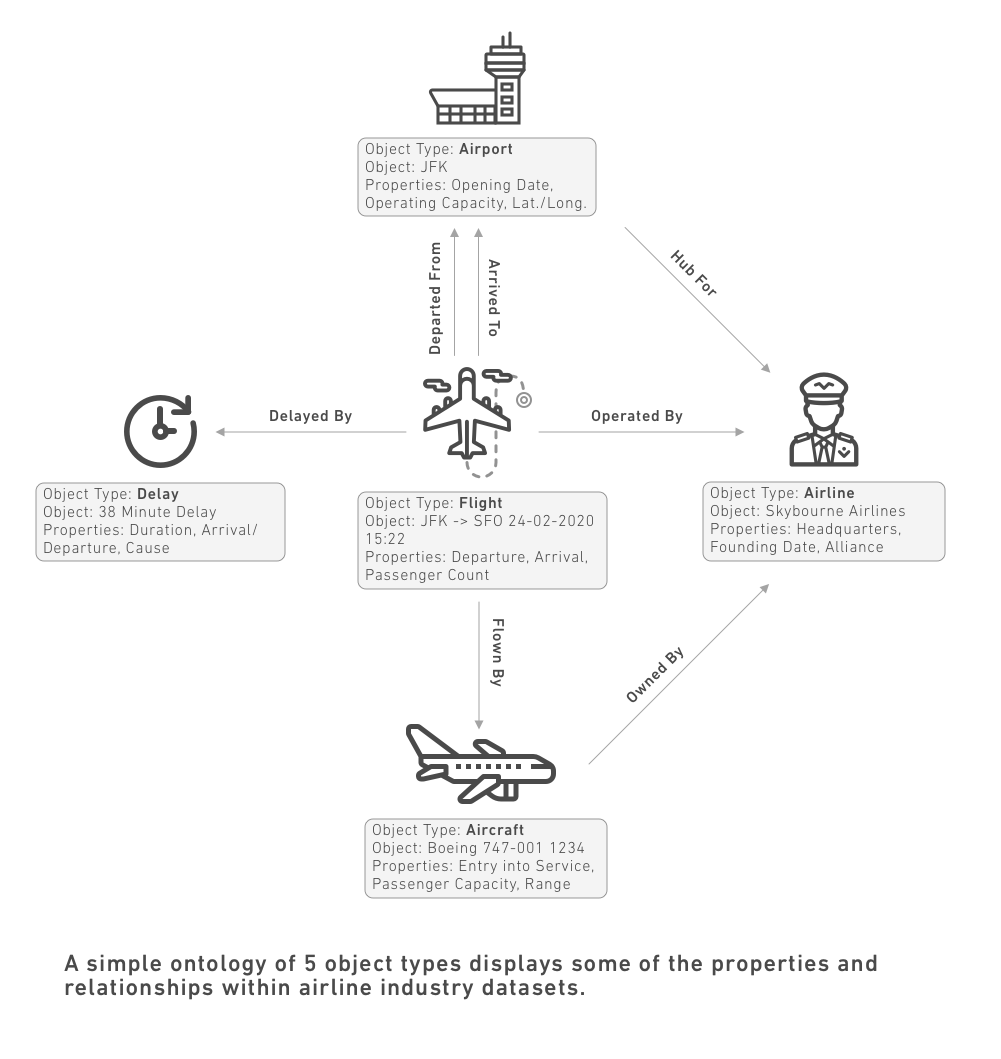 Object Type: Airport
Object: JFK
Properties: Opening Date,
Operating Capacity, Lat./Long.
Departed From
Arrived To
Hub For
Delayed By
Operated By
Object Type: Delay
Object: 38 Minute Delay
Properties: Duration, Arrival/
Departure, Cause
Object Type: Flight
Object: JFK -> SFO 24-02-2020
15:22
Properties: Departure, Arrival,
Passenger Count
Object Type: Airline
Object: Skybourne Airlines
Properties: Headquarters,
Founding Date, Alliance
Flown By
Owned By
Object Type: Aircraft
Object: Boeing 747-001 1234
Properties: Entry into Service,
Passenger Capacity, Range
A simple ontology of 5 object types displays some of the properties and
relationships within airline industry datasets.